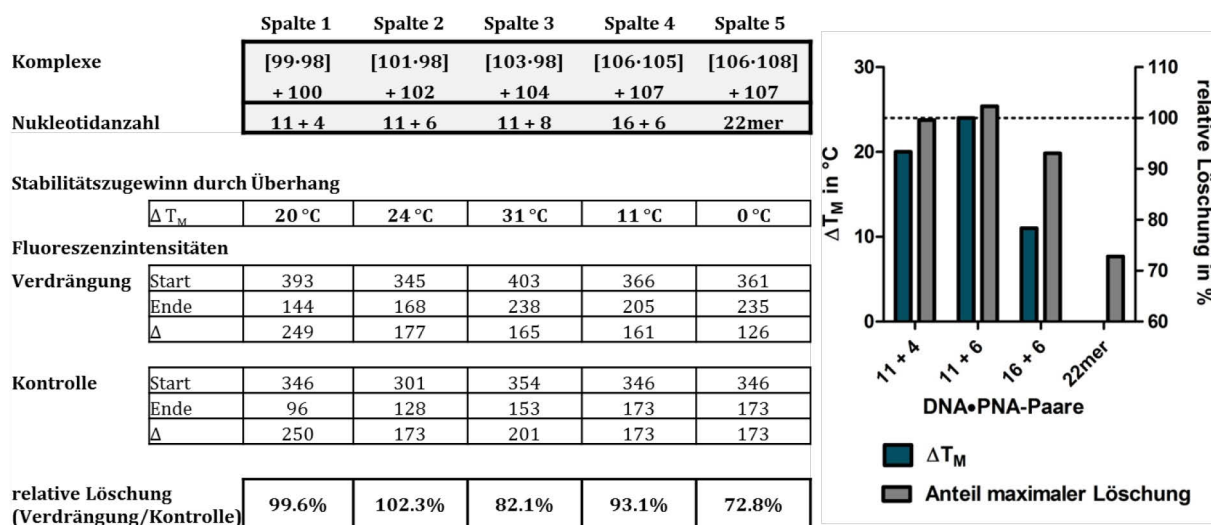 Spalte 1 Spalte 2 Spalte 3 Spalte 4 Spalte 5
Komplexe [99·98] [101·98] [103·98] [106·105] [106·108]
+ 100 + 102 + 104 + 107 + 107
Nukleotidanzahl 11 + 4 11 + 6 11 + 8 16 + 6 22mer
Stabilitätszugewinn durch Überhang
Δ T_M 20 °C 24 °C 31 °C 11 °C 0 °C
Fluoreszenzintensitäten
Verdrängung Start 393 345 403 366 361
Ende 144 168 238 205 235
Δ 249 177 165 161 126
Kontrolle Start 346 301 354 346 346
Ende 96 128 153 173 173
Δ 250 173 201 173 173
relative Löschung
(Verdrängung/Kontrolle) 99.6% 102.3% 82.1% 93.1% 72.8%
ΔT_M in °C
30
20
10
0
110
100
90
80
70
60
relative Löschung in %
11 + 4 11 + 6 16 + 6 22mer
DNA•PNA-Paare
ΔT_M
Anteil maximaler Löschung